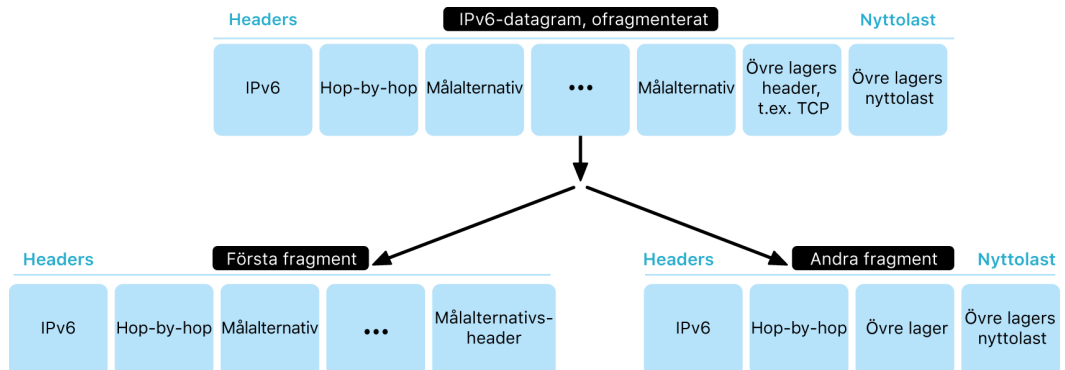 Headers
IPv6-datagram, ofragmenterat
Nyttolast
IPv6
Hop-by-hop
Målalternativ
•••
Målalternativ
Övre lagers
header,
t.ex. TCP
Övre lagers
nyttolast
Headers
Första fragment
IPv6
Hop-by-hop
Målalternativ
•••
Målalternativs-
header
Headers
Andra fragment
Nyttolast
IPv6
Hop-by-hop
Övre lager
Övre lagers
nyttolast